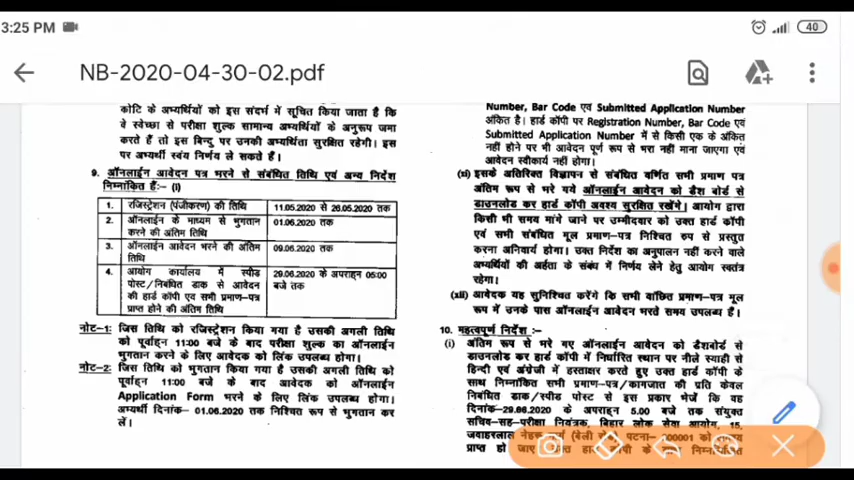 3:25 PM
40
NB-2020-04-30-02.pdf
कोटि के अभ्यर्थियों को इस संदर्भ में सूचित किया जाता है कि
वे स्वेच्छा से परीक्षा शुल्क सामान्य अभ्यर्थियों के अनुरूप जमा
करते हैं तो इस बिन्दु पर उनकी अभ्यर्थिता सुरक्षित रहेगी। इस
पर अभ्यर्थी स्वंय निर्णय ले सकते हैं।
9. ऑनलाईन आवेदन पत्र भरने से संबंधित तिथि एवं अन्य निर्देश
निम्नांकित हैं:- (i)
1. रजिस्ट्रेशन (पंजीकरण) की तिथि 11.05.2020 से 26.05.2020 तक
2. ऑनलाईन के माध्यम से भुगतान 01.06.2020 तक
करने की अंतिम तिथि
3. ऑनलाईन आवेदन भरने की अंतिम 09.06.2020 तक
तिथि
4. आयोग कार्यालय में स्पीड 29.06.2020 के अपराहन 05:00
पोस्ट/निबंधित डाक से आवेदन बजे तक
की हार्ड कॉपी एवं सभी प्रमाण-पत्र
प्राप्त होने की अंतिम तिथि
नोट-1: जिस तिथि को रजिस्ट्रेशन किया गया है उसकी अगली तिथि
को पूर्वाहन 11:00 बजे के बाद परीक्षा शुल्क का ऑनलाईन
भुगतान करने के लिए आवेदक को लिंक उपलब्ध होगा।
नोट-2: जिस तिथि को भुगतान किया गया है उसकी अगली तिथि को
पूर्वाहन 11:00 बजे के बाद आवेदक को ऑनलाईन
Application Form भरने के लिए लिंक उपलब्ध होगा।
अभ्यर्थी दिनांक- 01.06.2020 तक निश्चित रूप से भुगतान कर
लें।
Number, Bar Code एवं Submitted Application Number
अंकित है। हार्ड कॉपी पर Registration Number, Bar Code एवं
Submitted Application Number में से किसी एक के अंकित
नहीं होने पर भी आवेदन पूर्ण रूप से भरा नहीं माना जाएगा एवं
आवेदन स्वीकार्य नहीं होगा।
(xi) इसके अतिरिक्त विज्ञापन से संबंधित वर्णित सभी प्रमाण पत्र
अंतिम रूप से भरे गये ऑनलाईन आवेदन को डैश बोर्ड से
डाउनलोड कर हार्ड कॉपी अवश्य सुरक्षित रखेंगे। आयोग द्वारा
किसी भी समय मांगे जाने पर उम्मीदवार को उक्त हार्ड कॉपी
एवं सभी संबंधित मूल प्रमाण-पत्र निश्चित रुप से प्रस्तुत
करना अनिवार्य होगा। उक्त निर्देश का अनुपालन नहीं करने वाले
अभ्यर्थियों की अर्हता के संबंध में निर्णय लेने हेतु आयोग स्वतंत्र
रहेगा।
(xii) आवेदक यह सुनिश्चित करेंगे कि सभी वांछित प्रमाण-पत्र मूल
रूप में उनके पास ऑनलाईन आवेदन भरते समय उपलब्ध हैं।
10. महत्वपूर्ण निर्देश :-
(i) अंतिम रूप से भरे गए ऑनलाईन आवेदन को डैशबोर्ड से
डाउनलोड कर हार्ड कॉपी में निर्धारित स्थान पर नीले स्याही से
हिन्दी एवं अंग्रेजी में हस्ताक्षर करते हुए उक्त हार्ड कॉपी के
साथ निम्नांकित सभी प्रमाण-पत्र/कागजात की प्रति केवल
निबंधित डाक/स्पीड पोस्ट से इस प्रकार भेजें कि वह
दिनांक-29.06.2020 के अपराहन 5.00 बजे तक संयुक्त
सचिव-सह-परीक्षा नियंत्रक, बिहार लोक सेवा आयोग, 15,
जवाहरलाल नेहरू (बेली पटना- को
प्राप्त हो जाए। कॉपी के